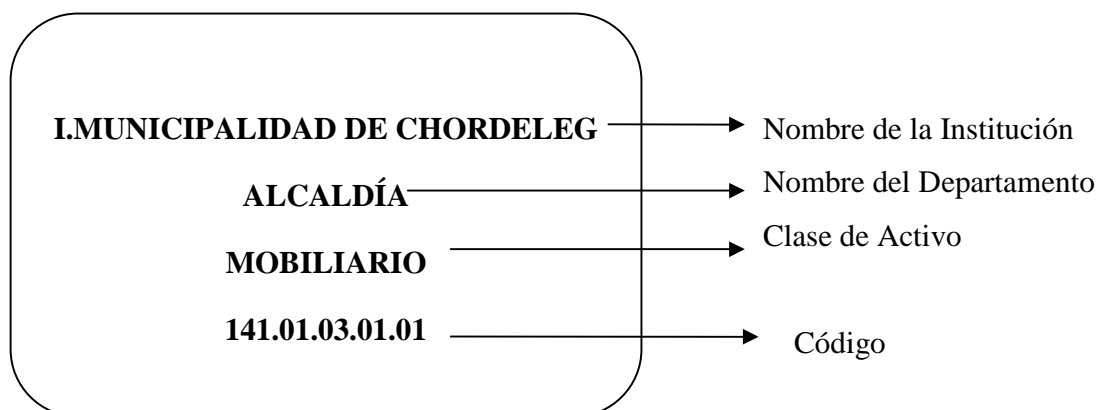 I.MUNICIPALIDAD DE CHORDELEG Nombre de la Institución
ALCALDÍA Nombre del Departamento
MOBILIARIO Clase de Activo
141.01.03.01.01 Código